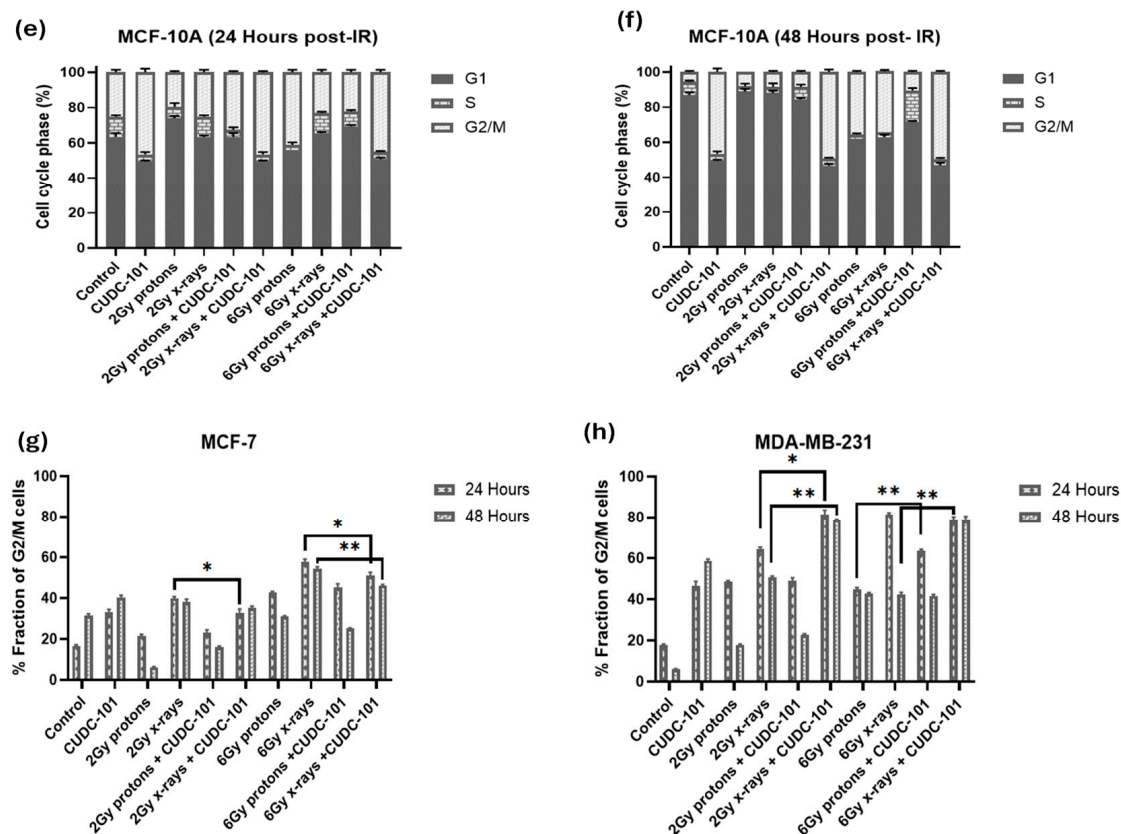 (e)
MCF-10A (24 Hours post-IR)
Cell cycle phase (%)
100
80
60
40
20
0
G1
S
G2/M
Control
CUDC-101
2Gy protons
2Gy x-rays
2Gy protons + CUDC-101
2Gy x-rays + CUDC-101
6Gy protons
6Gy x-rays
6Gy protons +CUDC-101
6Gy x-rays +CUDC-101
(f)
MCF-10A (48 Hours post- IR)
Cell cycle phase (%)
100
80
60
40
20
0
G1
S
G2/M
Control
CUDC-101
2Gy protons
2Gy x-rays
2Gy protons + CUDC-101
2Gy x-rays + CUDC-101
6Gy protons
6Gy x-rays
6Gy protons +CUDC-101
6Gy x-rays +CUDC-101
(g)
MCF-7
% Fraction of G2/M cells
100
80
60
40
20
0
*
*
**
24 Hours
48 Hours
Control
CUDC-101
2Gy protons
2Gy x-rays
2Gy protons + CUDC-101
2Gy x-rays + CUDC-101
6Gy protons
6Gy x-rays
6Gy protons +CUDC-101
6Gy x-rays +CUDC-101
(h)
MDA-MB-231
% Fraction of G2/M cells
100
80
60
40
20
0
*
**
**
**
24 Hours
48 Hours
Control
CUDC-101
2Gy protons
2Gy x-rays
2Gy protons + CUDC-101
2Gy x-rays + CUDC-101
6Gy protons
6Gy x-rays
6Gy protons + CUDC-101
6Gy x-rays + CUDC-101